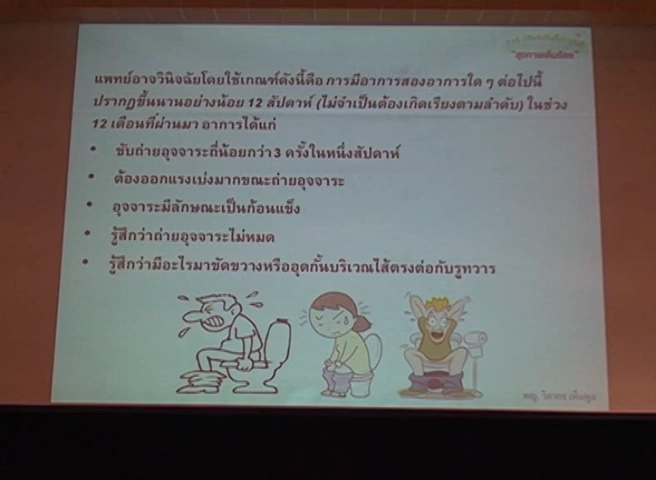 "สุขภาพเต็มร้อย"
แพทย์อาจวินิจฉัยโดยใช้เกณฑ์ดังนี้คือ การมีอาการสองอาการใด ๆ ต่อไปนี้
ปรากฏขึ้นนานอย่างน้อย 12 สัปดาห์ (ไม่จำเป็นต้องเกิดเรียงตามลำดับ) ในช่วง
12 เดือนที่ผ่านมา อาการได้แก่
• ขับถ่ายอุจจาระถี่น้อยกว่า 3 ครั้งในหนึ่งสัปดาห์
• ต้องออกแรงเบ่งมากขณะถ่ายอุจจาระ
• อุจจาระมีลักษณะเป็นก้อนแข็ง
• รู้สึกว่าถ่ายอุจจาระไม่หมด
• รู้สึกว่ามีอะไรมาขัดขวางหรืออุดกั้นบริเวณไส้ตรงต่อกับรูทวาร
พญ.